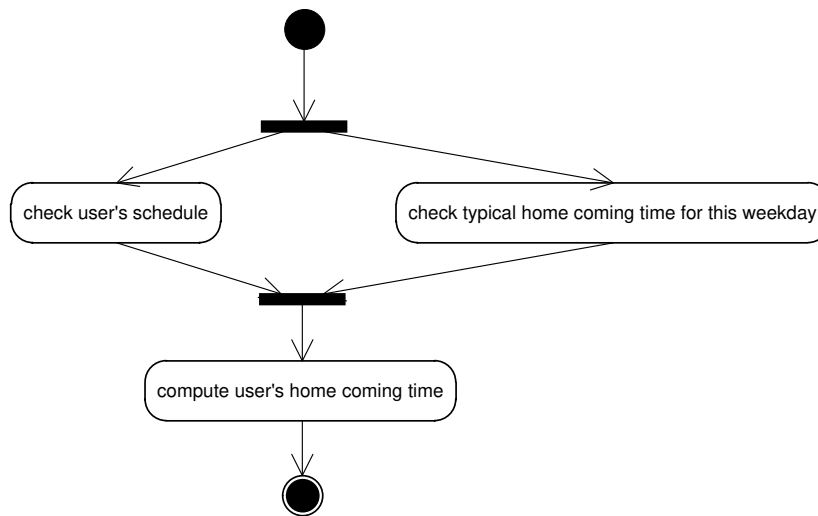 check user's schedule
check typical home coming time for this weekday
compute user's home coming time